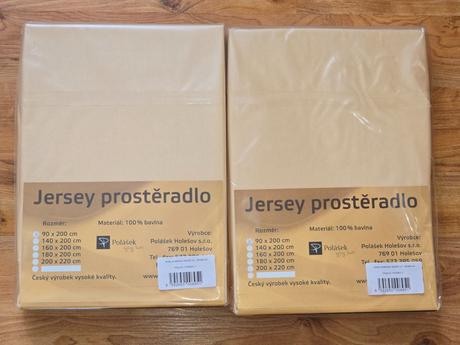 Jersey prostěradlo
Rozměr: Materiál: 100% bavlna
90 x 200 cm
140 x 200 cm
160 x 200 cm
180 x 200 cm
200 x 220 cm
Polášek
Výrobce:
Polášek Holešov s.r.o.
769 01 Holešov
Tel.
Český výrobek vysoké kvality. www.
Jersey prostěradlo
Rozměr: Materiál: 100% bavlna
90 x 200 cm
140 x 200 cm
160 x 200 cm
180 x 200 cm
200 x 220 cm
Polášek
Výrobce:
Polášek Holešov s.r.o.
769 01 Holešov
Český výrobek vysoké kvality.